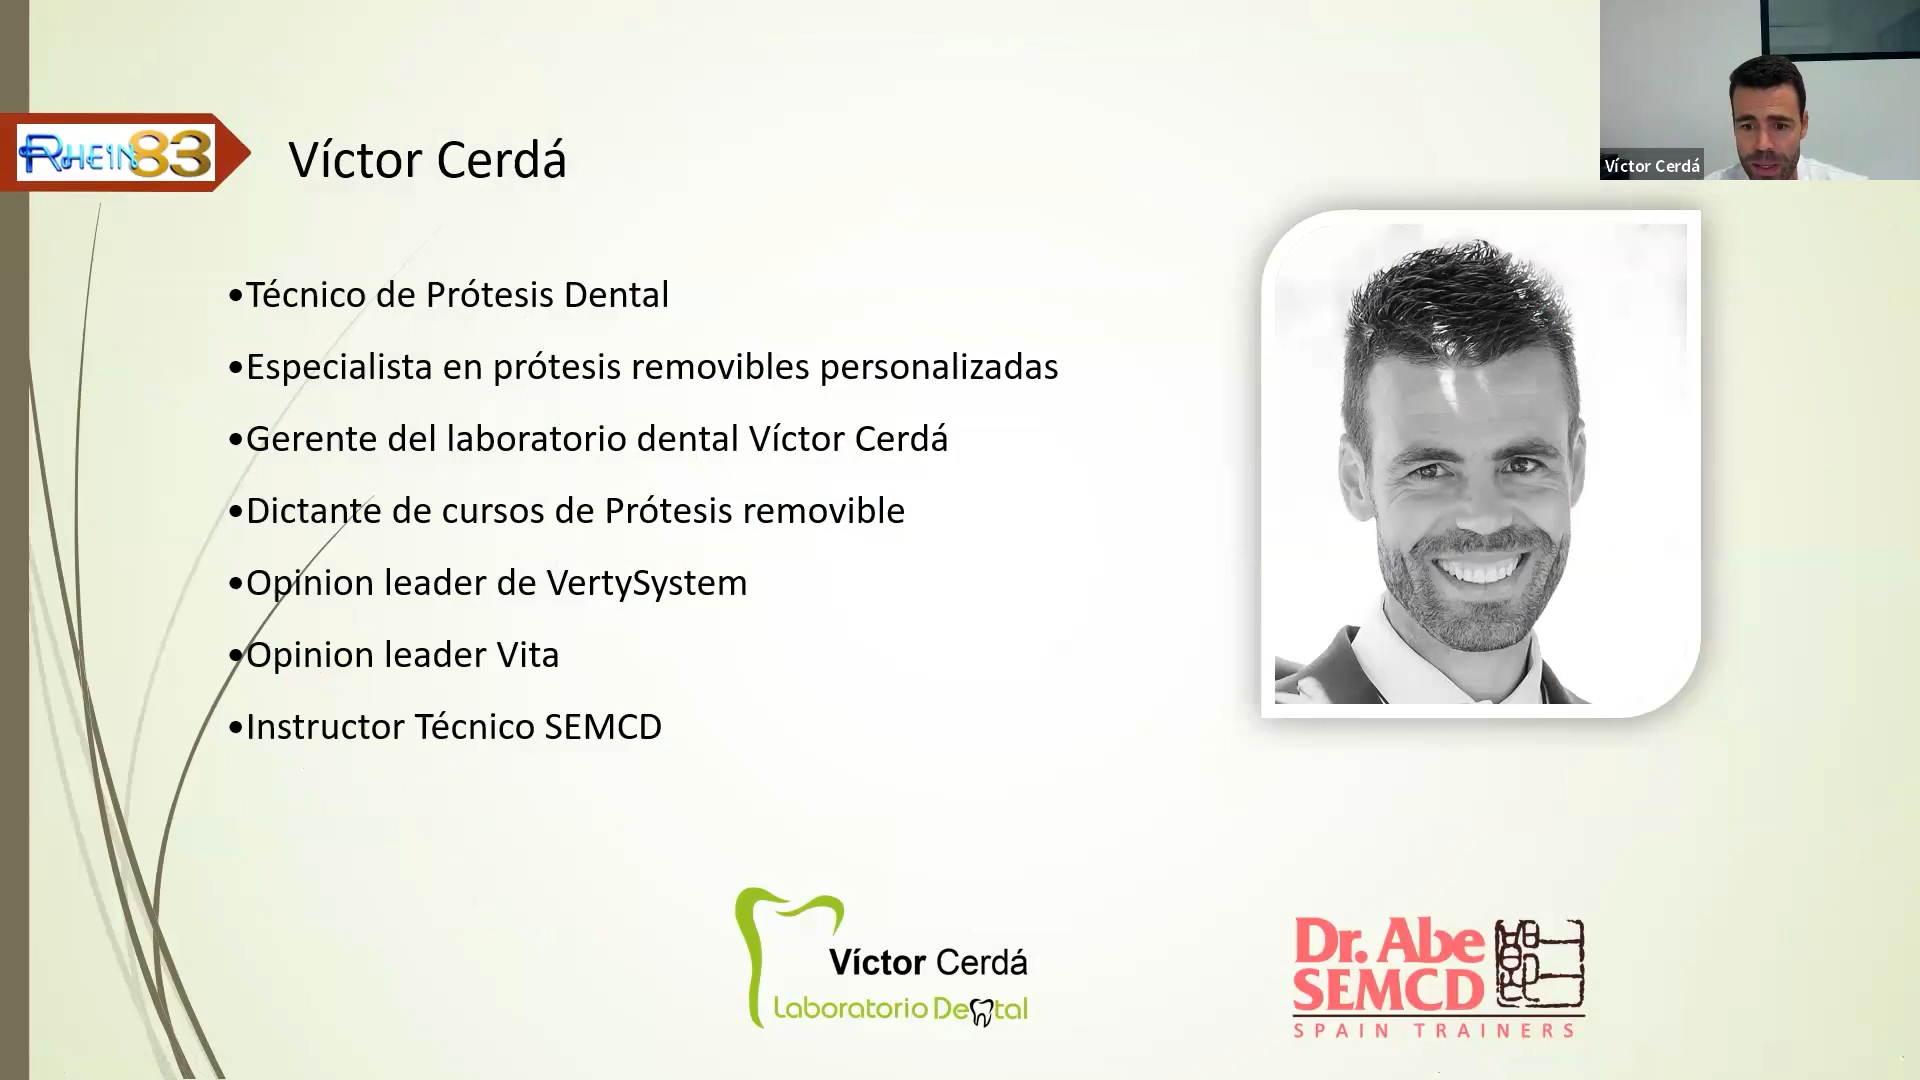 RHEIN83
Víctor Cerdá
Víctor Cerdá
•Técnico de Prótesis Dental
•Especialista en prótesis removibles personalizadas
•Gerente del laboratorio dental Víctor Cerdá
•Dictante de cursos de Prótesis removible
•Opinion leader de VertySystem
•Opinion leader Vita
•Instructor Técnico SEMCD
Víctor Cerdá
Laboratorio Dental
Dr. Abe
SEMCD
SPAIN TRAINERS